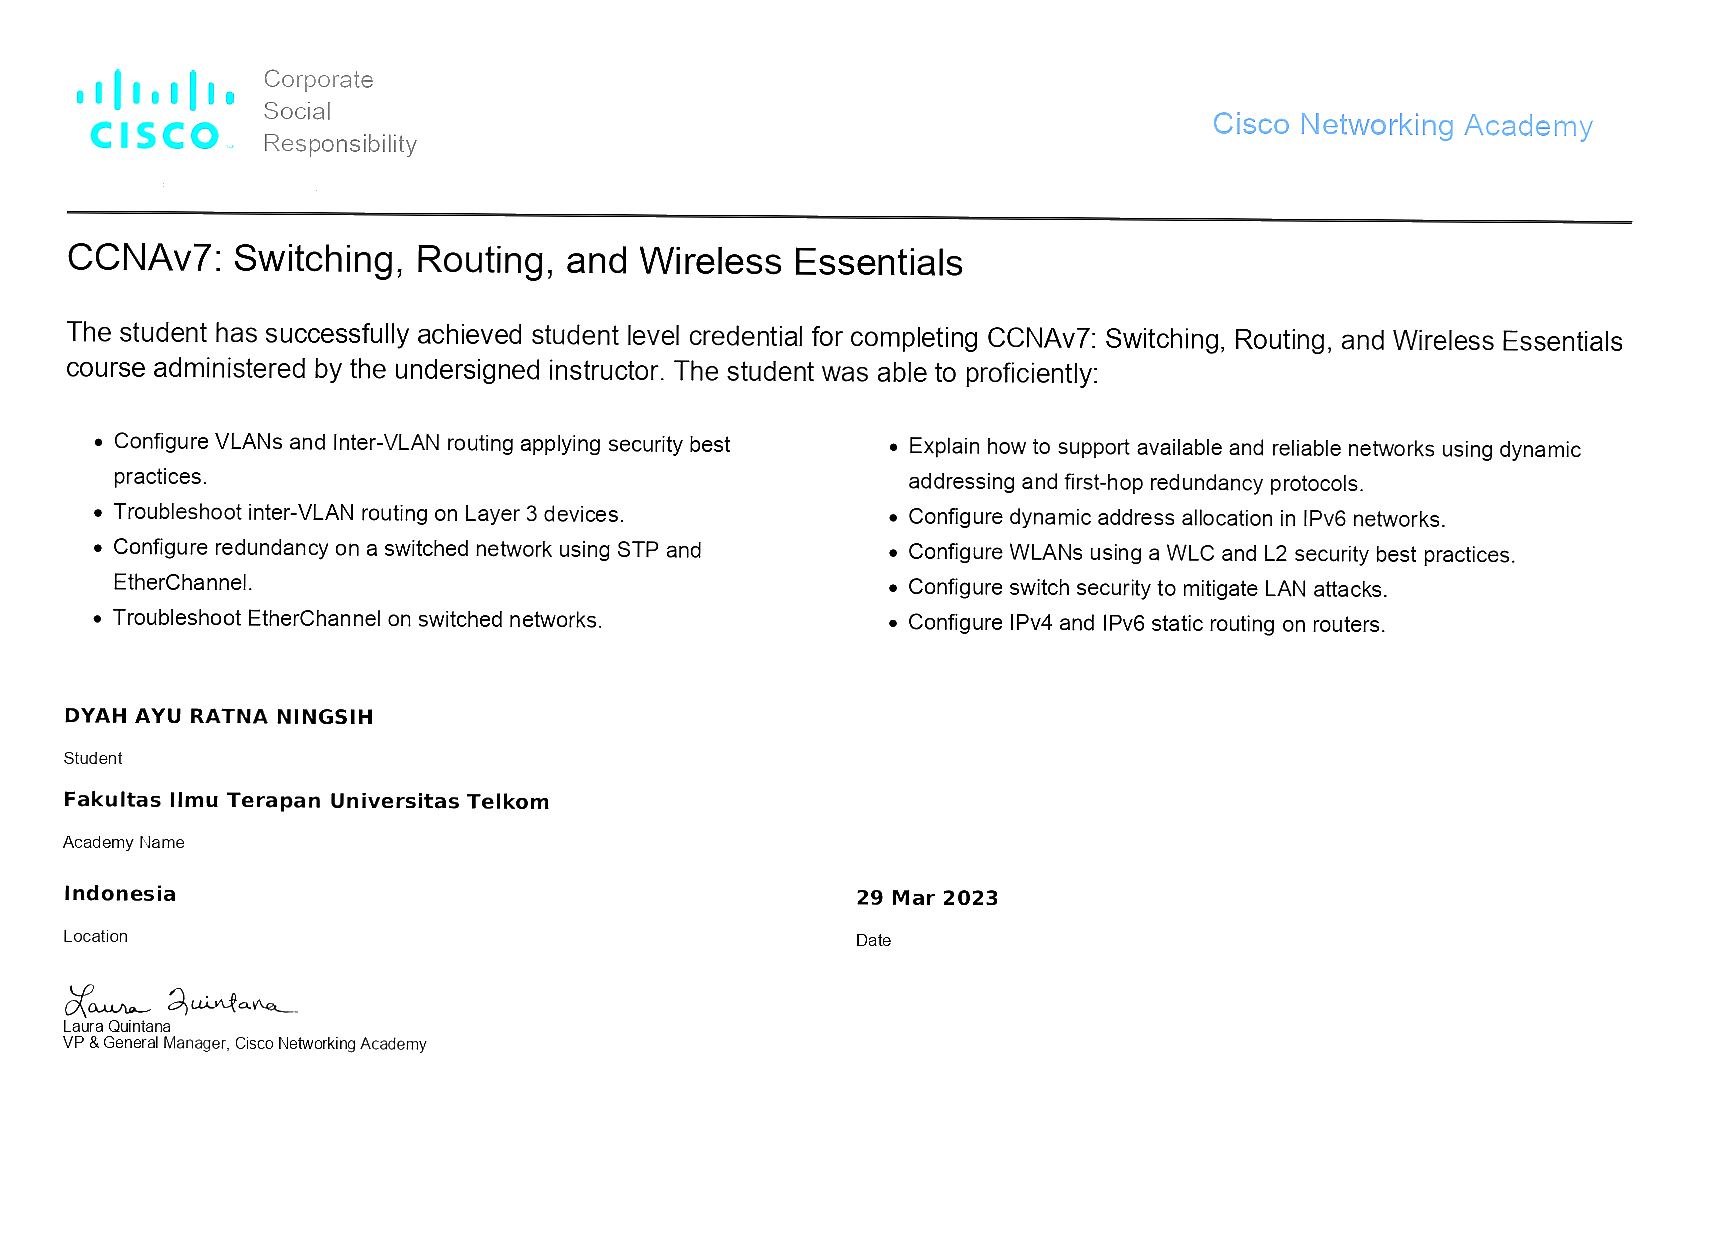 CISCO
Corporate
Social
Responsibility
Cisco Networking Academy
CCNAv7: Switching, Routing, and Wireless Essentials
The student has successfully achieved student level credential for completing CCNAv7: Switching, Routing, and Wireless Essentials
course administered by the undersigned instructor. The student was able to proficiently:
• Configure VLANs and Inter-VLAN routing applying security best
practices.
• Troubleshoot inter-VLAN routing on Layer 3 devices.
• Configure redundancy on a switched network using STP and
EtherChannel.
• Troubleshoot EtherChannel on switched networks.
• Explain how to support available and reliable networks using dynamic
addressing and first-hop redundancy protocols.
• Configure dynamic address allocation in IPv6 networks.
• Configure WLANs using a WLC and L2 security best practices.
• Configure switch security to mitigate LAN attacks.
• Configure IPv4 and IPv6 static routing on routers.
DYAH AYU RATNA NINGSIH
Student
Fakultas Ilmu Terapan Universitas Telkom
Academy Name
Indonesia
Location
29 Mar 2023
Date
Laura Quintana
Laura Quintana
VP & General Manager, Cisco Networking Academy